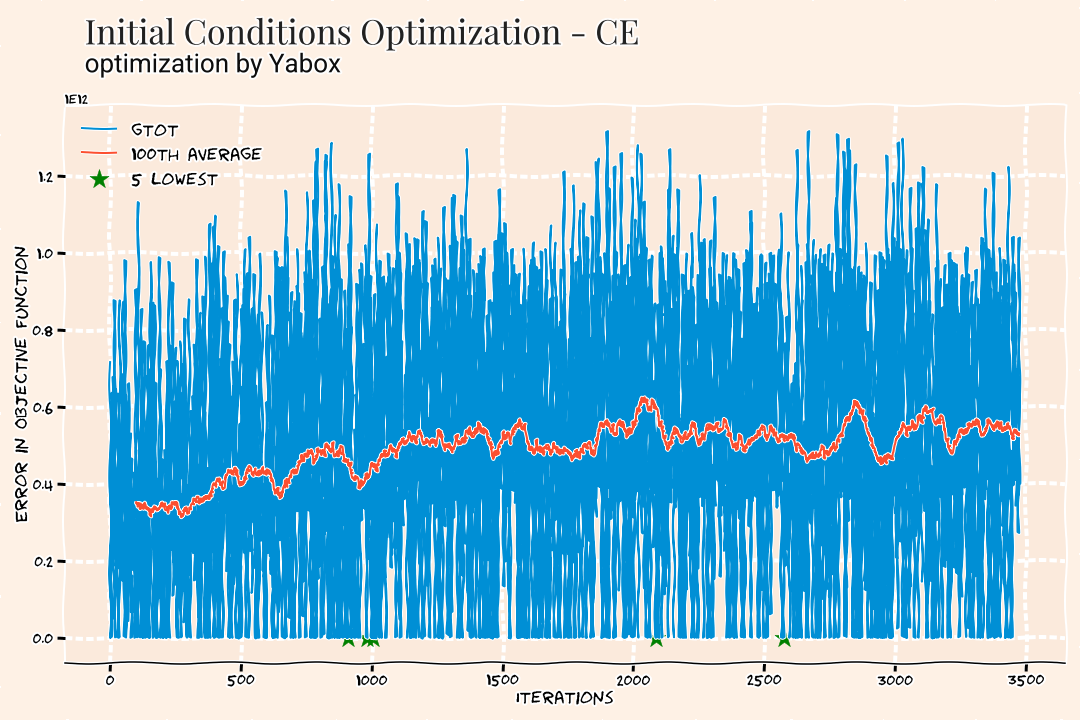 Initial Conditions Optimization - CE
optimization by Yabox
1E12
GTOT
100TH AVERAGE
5 LOWEST
1.2
1.0
0.8
0.6
0.4
0.2
0.0
ERROR IN OBJECTIVE FUNCTION
0 500 1000 1500 2000 2500 3000 3500
ITERATIONS